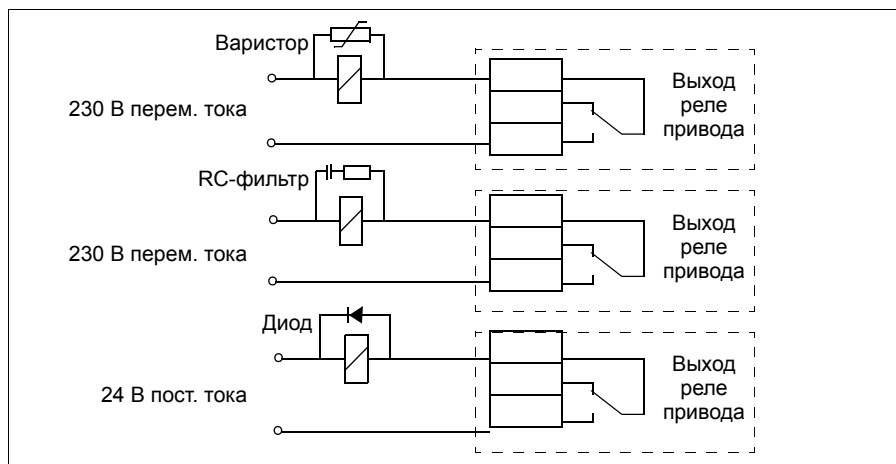 Варистор
230 В перем. тока
Выход
реле
привода
RC-фильтр
230 В перем. тока
Выход
реле
привода
Диод
24 В пост. тока
Выход
реле
привода